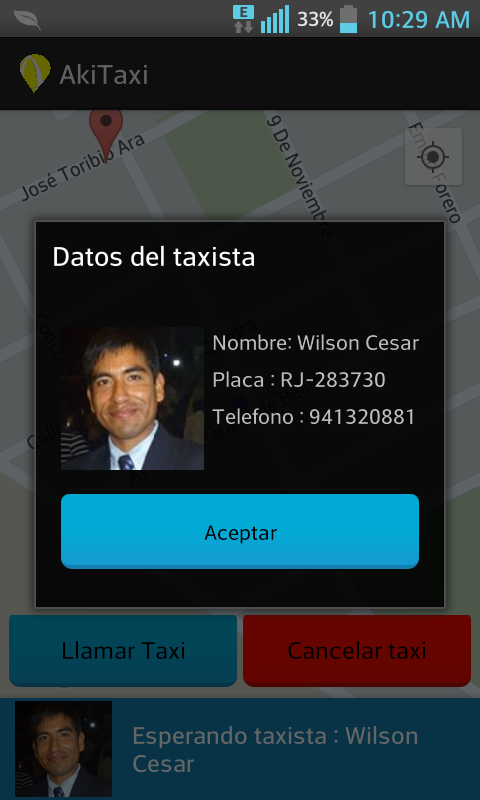 E
33%
10:29 AM
AkiTaxi
José Toribio Ara
9 De Noviembre
Forero
Datos del taxista
Nombre: Wilson Cesar
Placa : RJ-283730
Telefono : 941320881
Aceptar
Llamar Taxi
Cancelar taxi
Esperando taxista : Wilson
Cesar